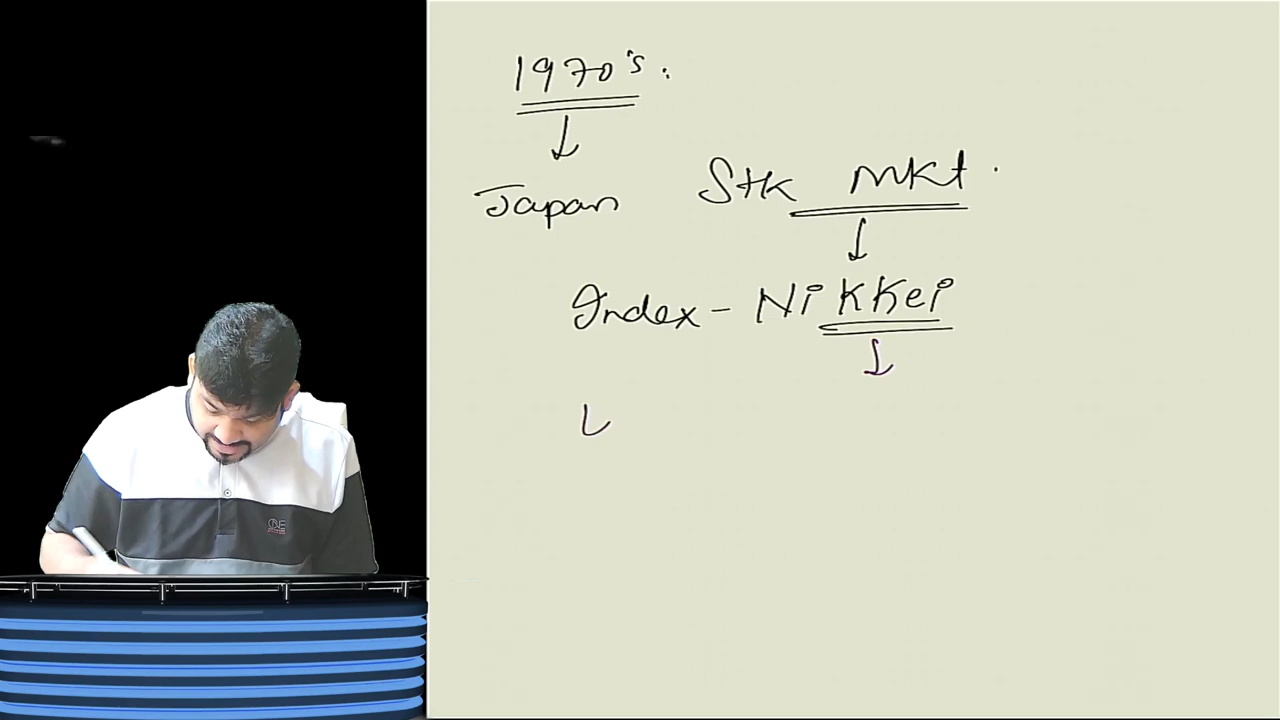 1970's.
Japan Stk mkt.
Index - Nikkei